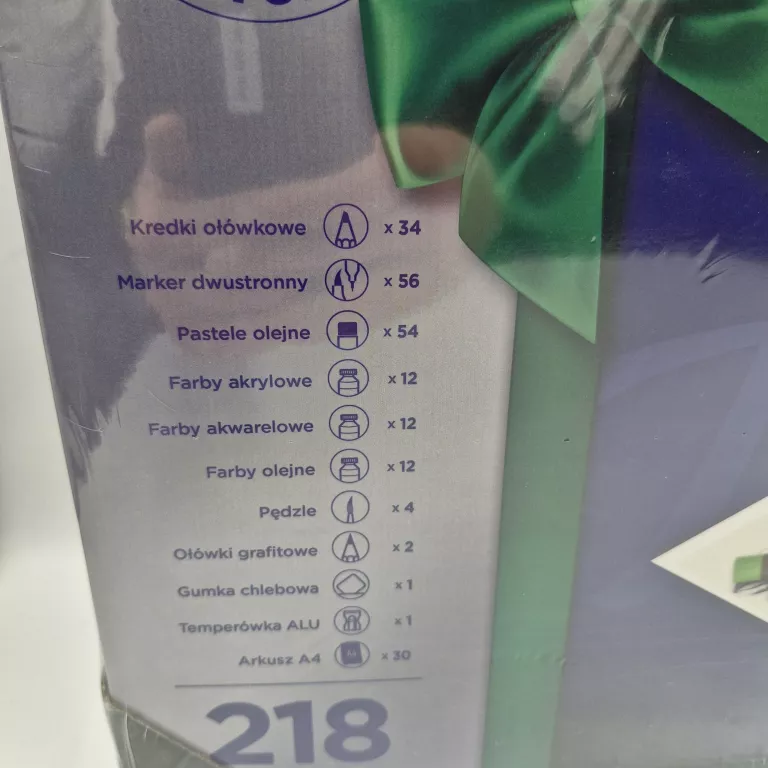 Kredki ołówkowe x 34
Marker dwustronny x 56
Pastele olejne x 54
Farby akrylowe x 12
Farby akwarelowe x 12
Farby olejne x 12
Pędzle x 4
Ołówki grafitowe x 2
Gumka chlebowa x 1
Temperówka ALU x 1
Arkusz A4 x 30
218